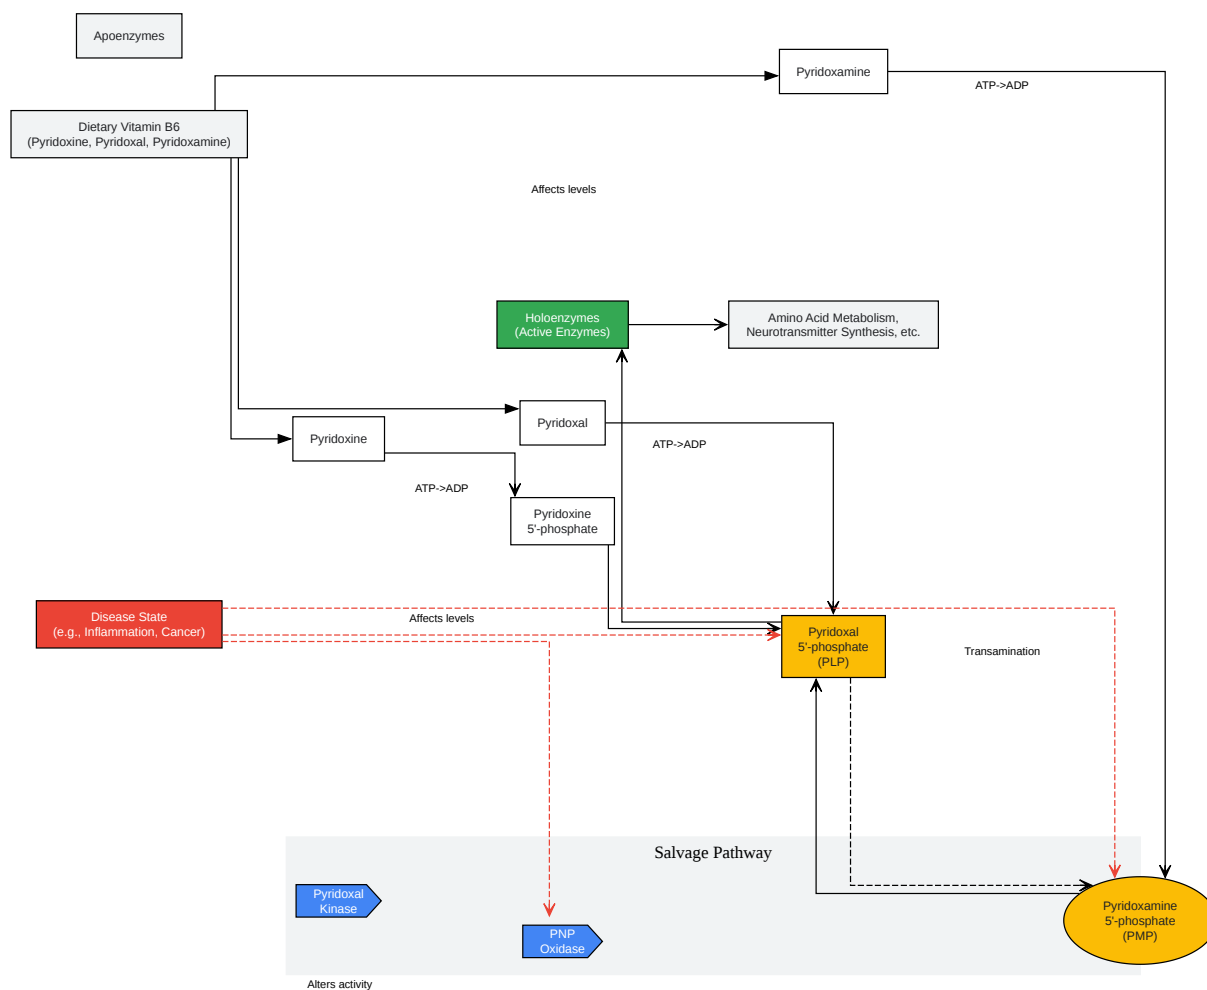 Apoenzymes
Pyridoxamine
ATP->ADP
Dietary Vitamin B6
(Pyridoxine, Pyridoxal, Pyridoxamine)
Affects levels
Holoenzymes
(Active Enzymes)
Amino Acid Metabolism,
Neurotransmitter Synthesis, etc.
Pyridoxal
Pyridoxine
ATP->ADP
ATP->ADP
Pyridoxine
5'-phosphate
Disease State
(e.g., Inflammation, Cancer)
Affects levels
Pyridoxal
5'-phosphate
(PLP)
Transamination
Salvage Pathway
Pyridoxal
Kinase
PNP
Oxidase
Pyridoxamine
5'-phosphate
(PMP)
Alters activity